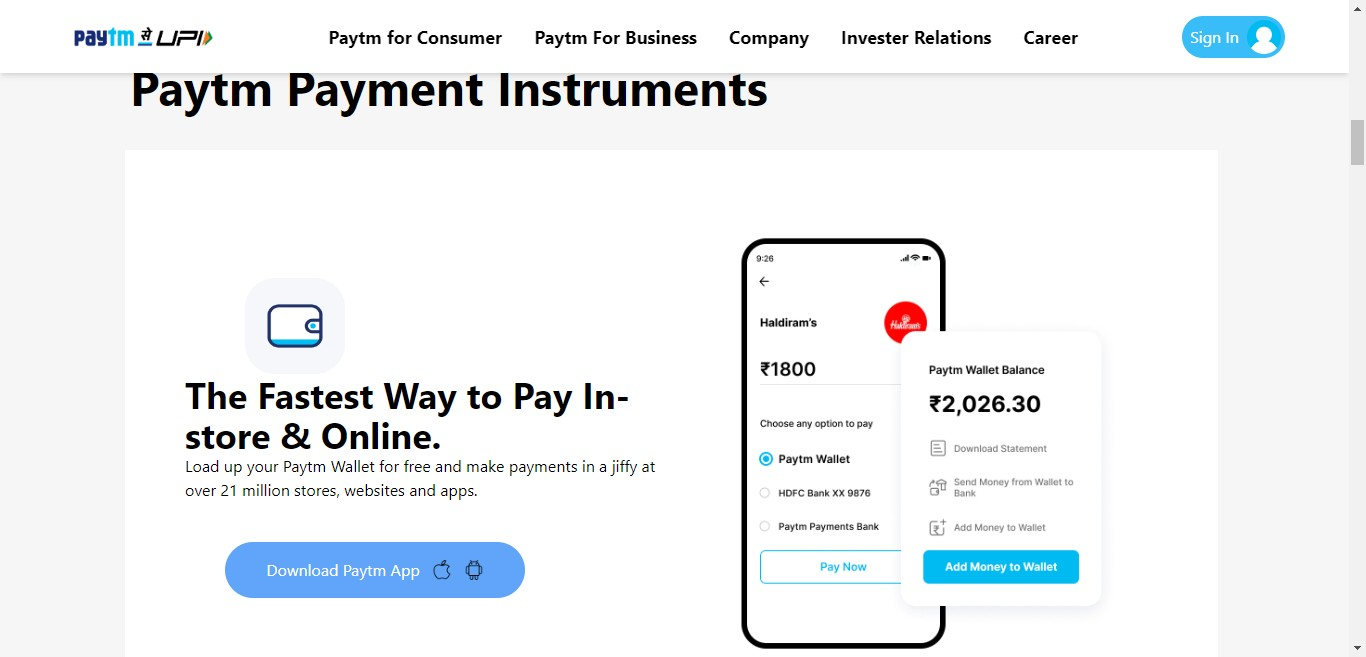 paytm से UPI
Paytm for Consumer
Paytm For Business
Company
Invester Relations
Career
Sign In
Paytm Payment Instruments
The Fastest Way to Pay In-
store & Online.
Load up your Paytm Wallet for free and make payments in a jiffy at
over 21 million stores, websites and apps.
Download Paytm App
9:26
Haldiram's
Haldiram's
₹1800
Choose any option to pay
Paytm Wallet
HDFC Bank XX 9876
Paytm Payments Bank
Pay Now
Paytm Wallet Balance
₹2,026.30
Download Statement
Send Money from Wallet to
Bank
Add Money to Wallet
Add Money to Wallet